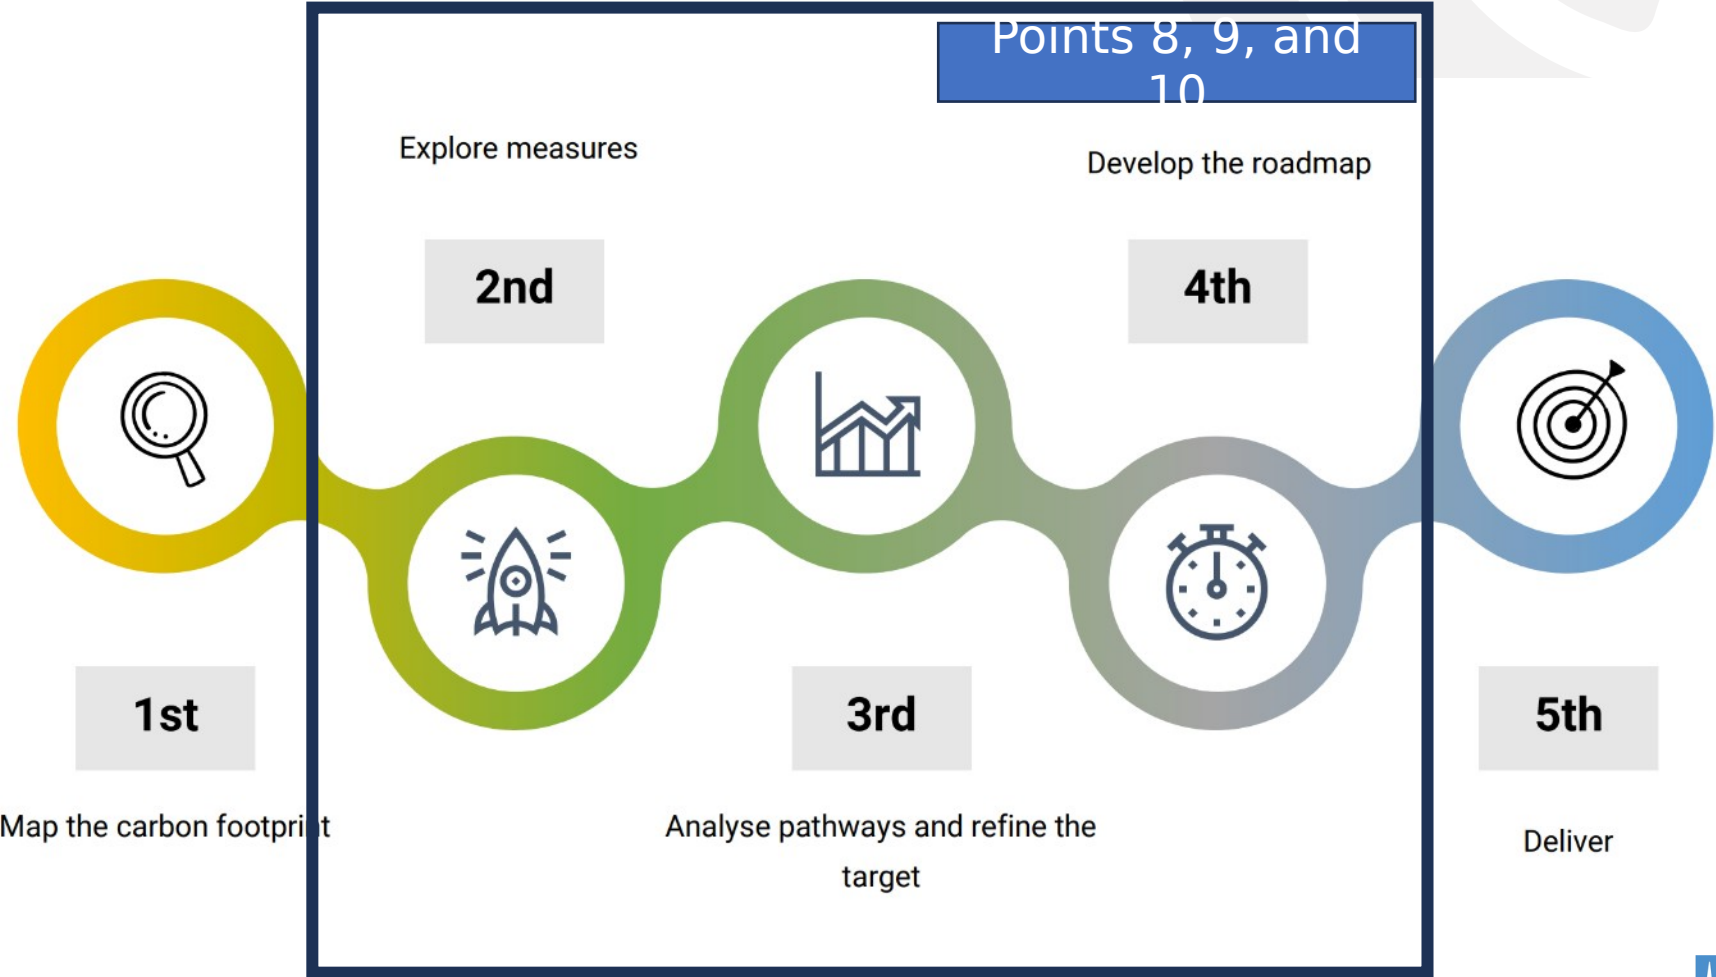 Points 8, 9, and
10
Explore measures
Develop the roadmap
2nd
4th
1st
3rd
5th
Map the carbon footprint
Analyse pathways and refine the
target
Deliver